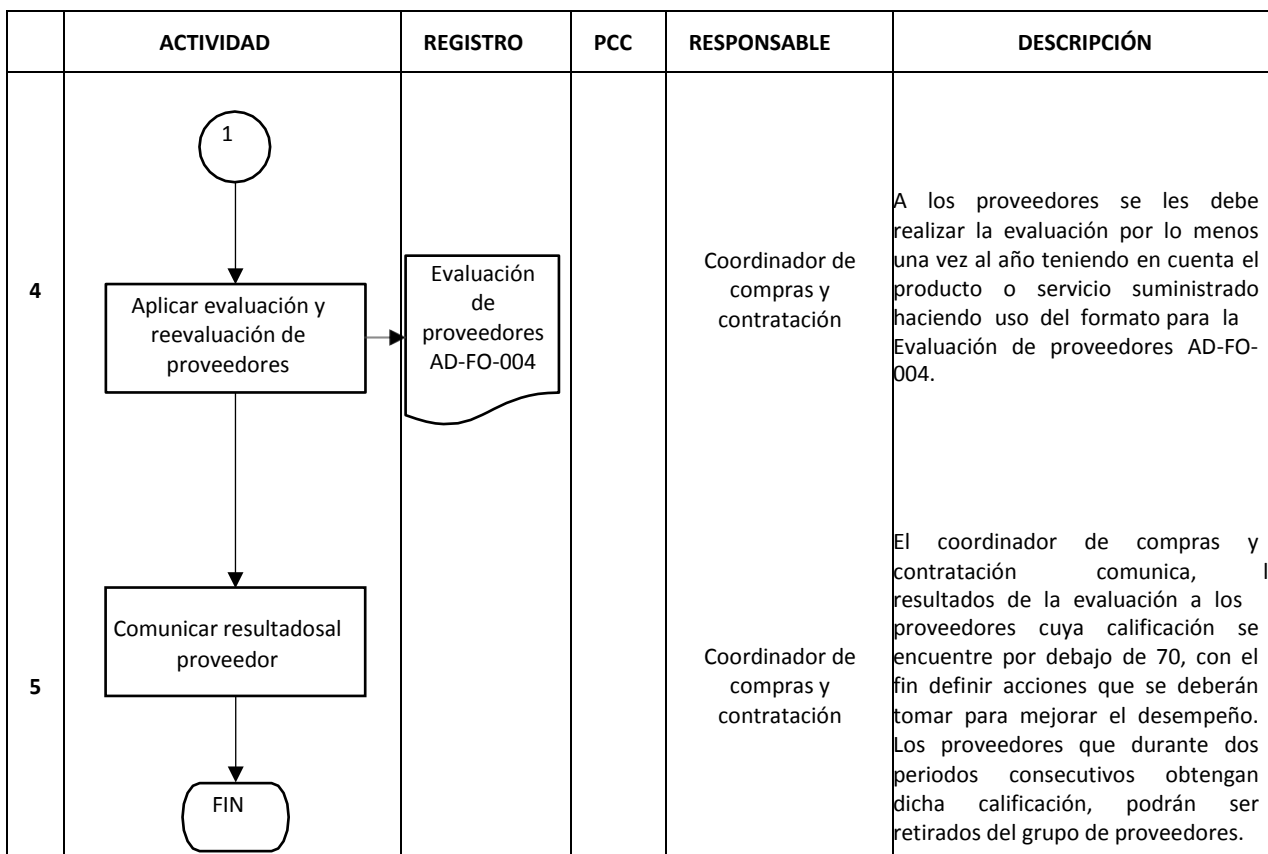 ACTIVIDAD REGISTRO PCC RESPONSABLE DESCRIPCIÓN
1
4
Aplicar evaluación y
reevaluación de
proveedores
Evaluación
de
proveedores
AD-FO-004
Coordinador de
compras y
contratación
A los proveedores se les debe
realizar la evaluación por lo menos
una vez al año teniendo en cuenta el
producto o servicio suministrado
haciendo uso del formato para la
Evaluación de proveedores AD-FO-
004.
5
Comunicar resultadosal
proveedor
Coordinador de
compras y
contratación
El coordinador de compras y
contratación comunica, l
resultados de la evaluación a los
proveedores cuya calificación se
encuentre por debajo de 70, con el
fin definir acciones que se deberán
tomar para mejorar el desempeño.
Los proveedores que durante dos
periodos consecutivos obtengan
dicha calificación, podrán ser
retirados del grupo de proveedores.
FIN